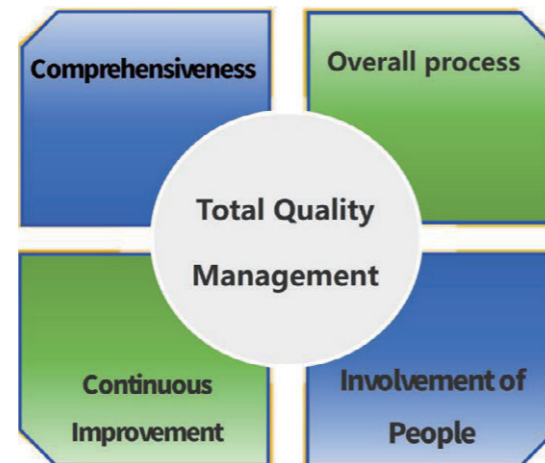 Comprehensiveness
Overall process
Total Quality
Management
Continuous
Improvement
Involvement of
People